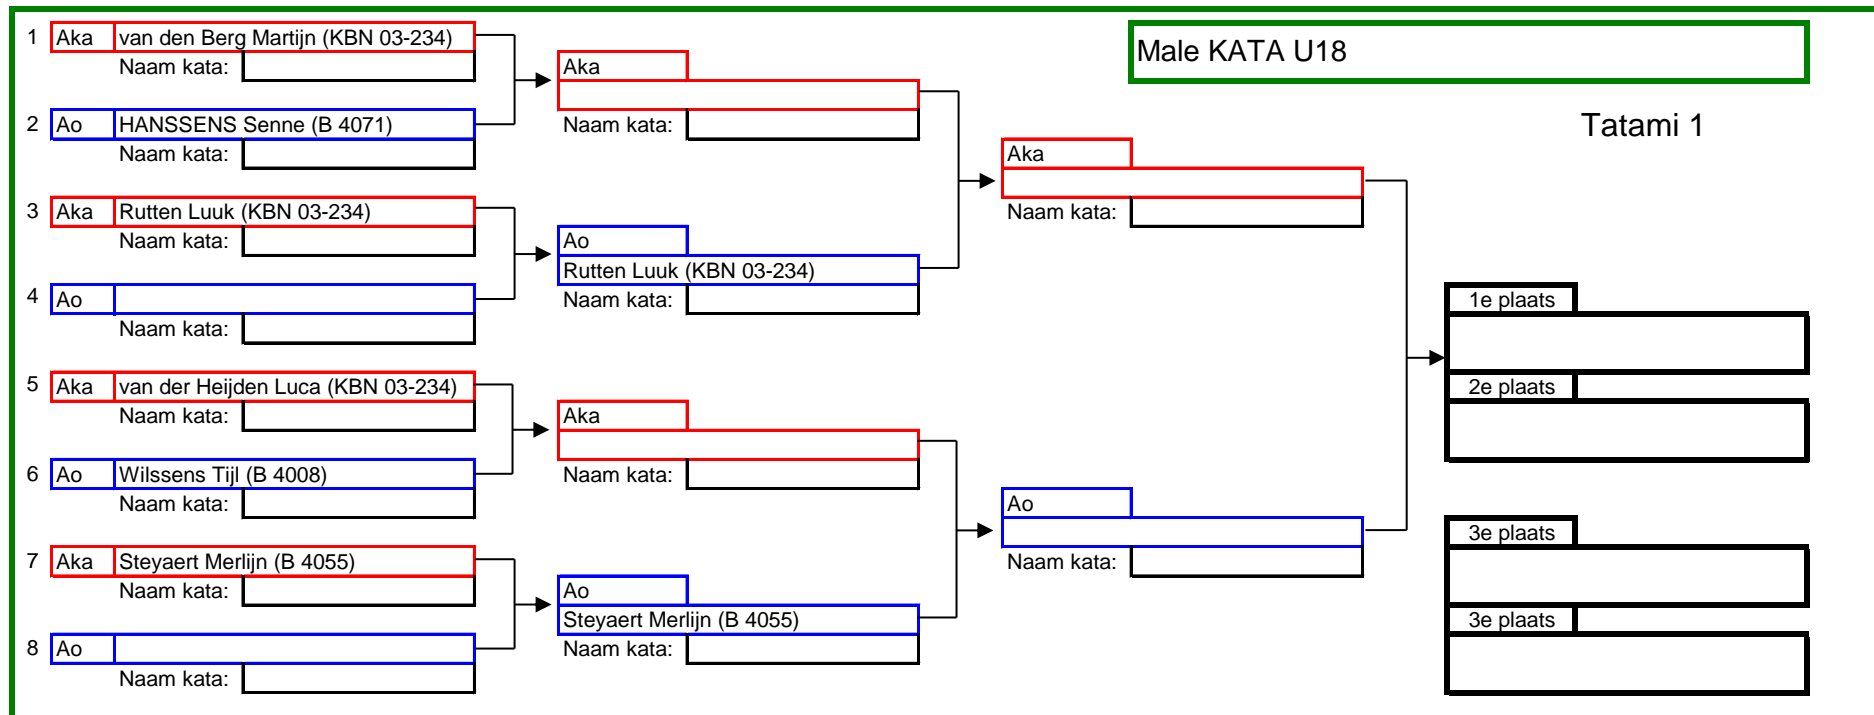 Male KATA U18
Tatami 1
1 Aka van den Berg Martijn (KBN 03-234)
Naam kata:
2 Ao HANSSENS Senne (B 4071)
Naam kata:
3 Aka Rutten Luuk (KBN 03-234)
Naam kata:
4 Ao
Naam kata:
5 Aka van der Heijden Luca (KBN 03-234)
Naam kata:
6 Ao Wilssens Tijl (B 4008)
Naam kata:
7 Aka Steyaert Merlijn (B 4055)
Naam kata:
8 Ao
Naam kata:
Aka
Naam kata:
Ao
Rutten Luuk (KBN 03-234)
Naam kata:
Aka
Naam kata:
Ao
Steyaert Merlijn (B 4055)
Naam kata:
Aka
Naam kata:
Ao
Naam kata:
1e plaats
2e plaats
3e plaats
3e plaats